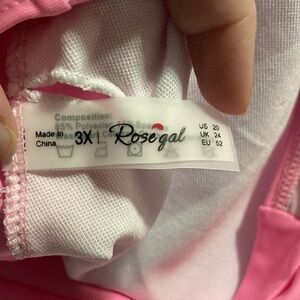 Composition:
85% Polyester
Made in
China
3X
Rosegal
US 20
UK 24
EU 52